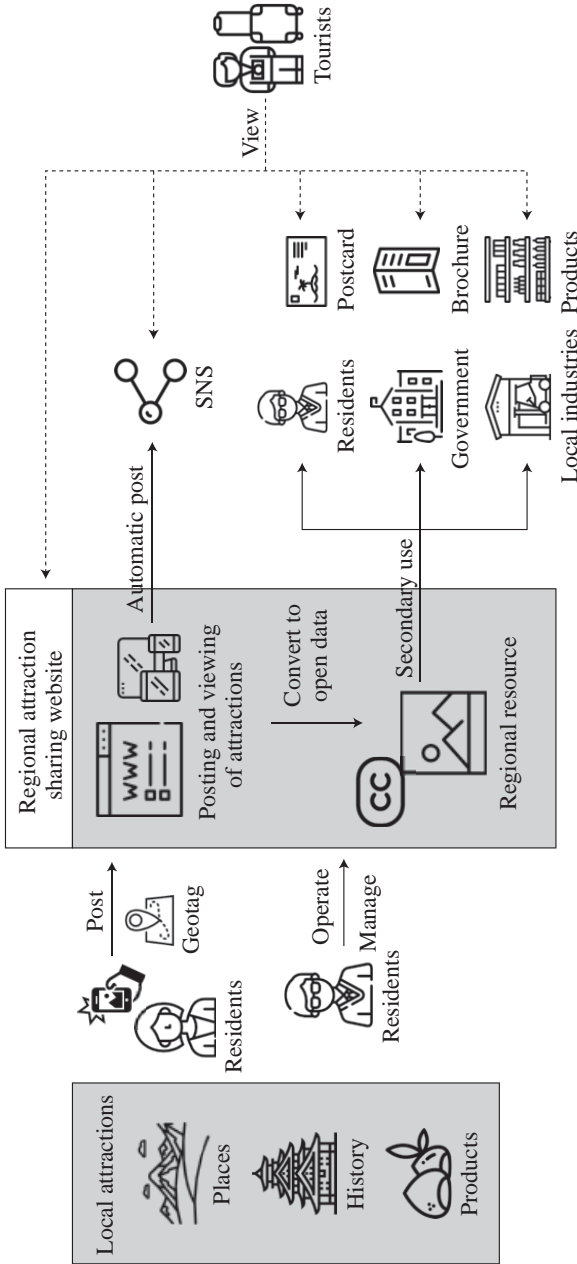 Local attractions
Places
History
Products
Post
Geotag
Residents
Operate
Manage
Residents
Regional attraction
sharing website
WWW
Posting and viewing
of attractions
Convert to
open data
CC
Regional resource
Automatic post
SNS
Secondary use
Residents
Government
Local industries
Postcard
Brochure
Products
View
Tourists